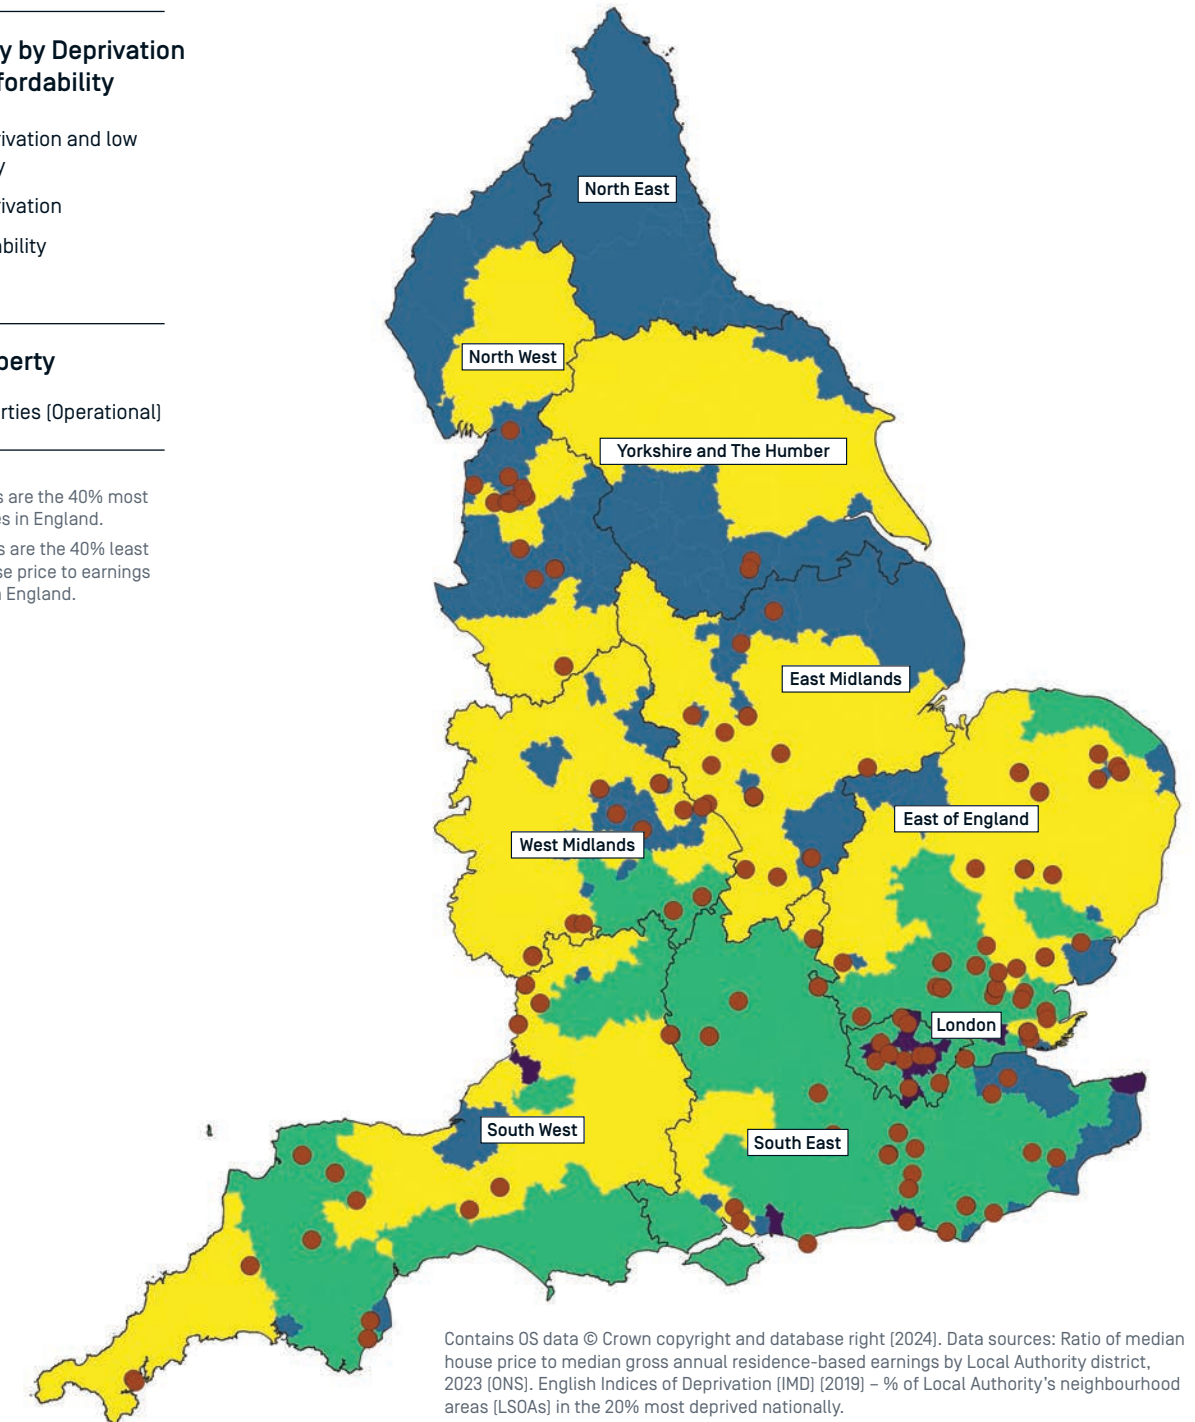 y by Deprivation
fordability
ivation and low
y
ivation
bility
perty
rties (Operational)
s are the 40% most
es in England.
s are the 40% least
se price to earnings
n England.
North East
North West
Yorkshire and The Humber
East Midlands
East of England
West Midlands
London
South West
South East
Contains OS data © Crown copyright and database right (2024). Data sources: Ratio of median
house price to median gross annual residence-based earnings by Local Authority district,
2023 (ONS). English Indices of Deprivation (IMD) (2019) – % of Local Authority's neighbourhood
areas (LSOAs) in the 20% most deprived nationally.